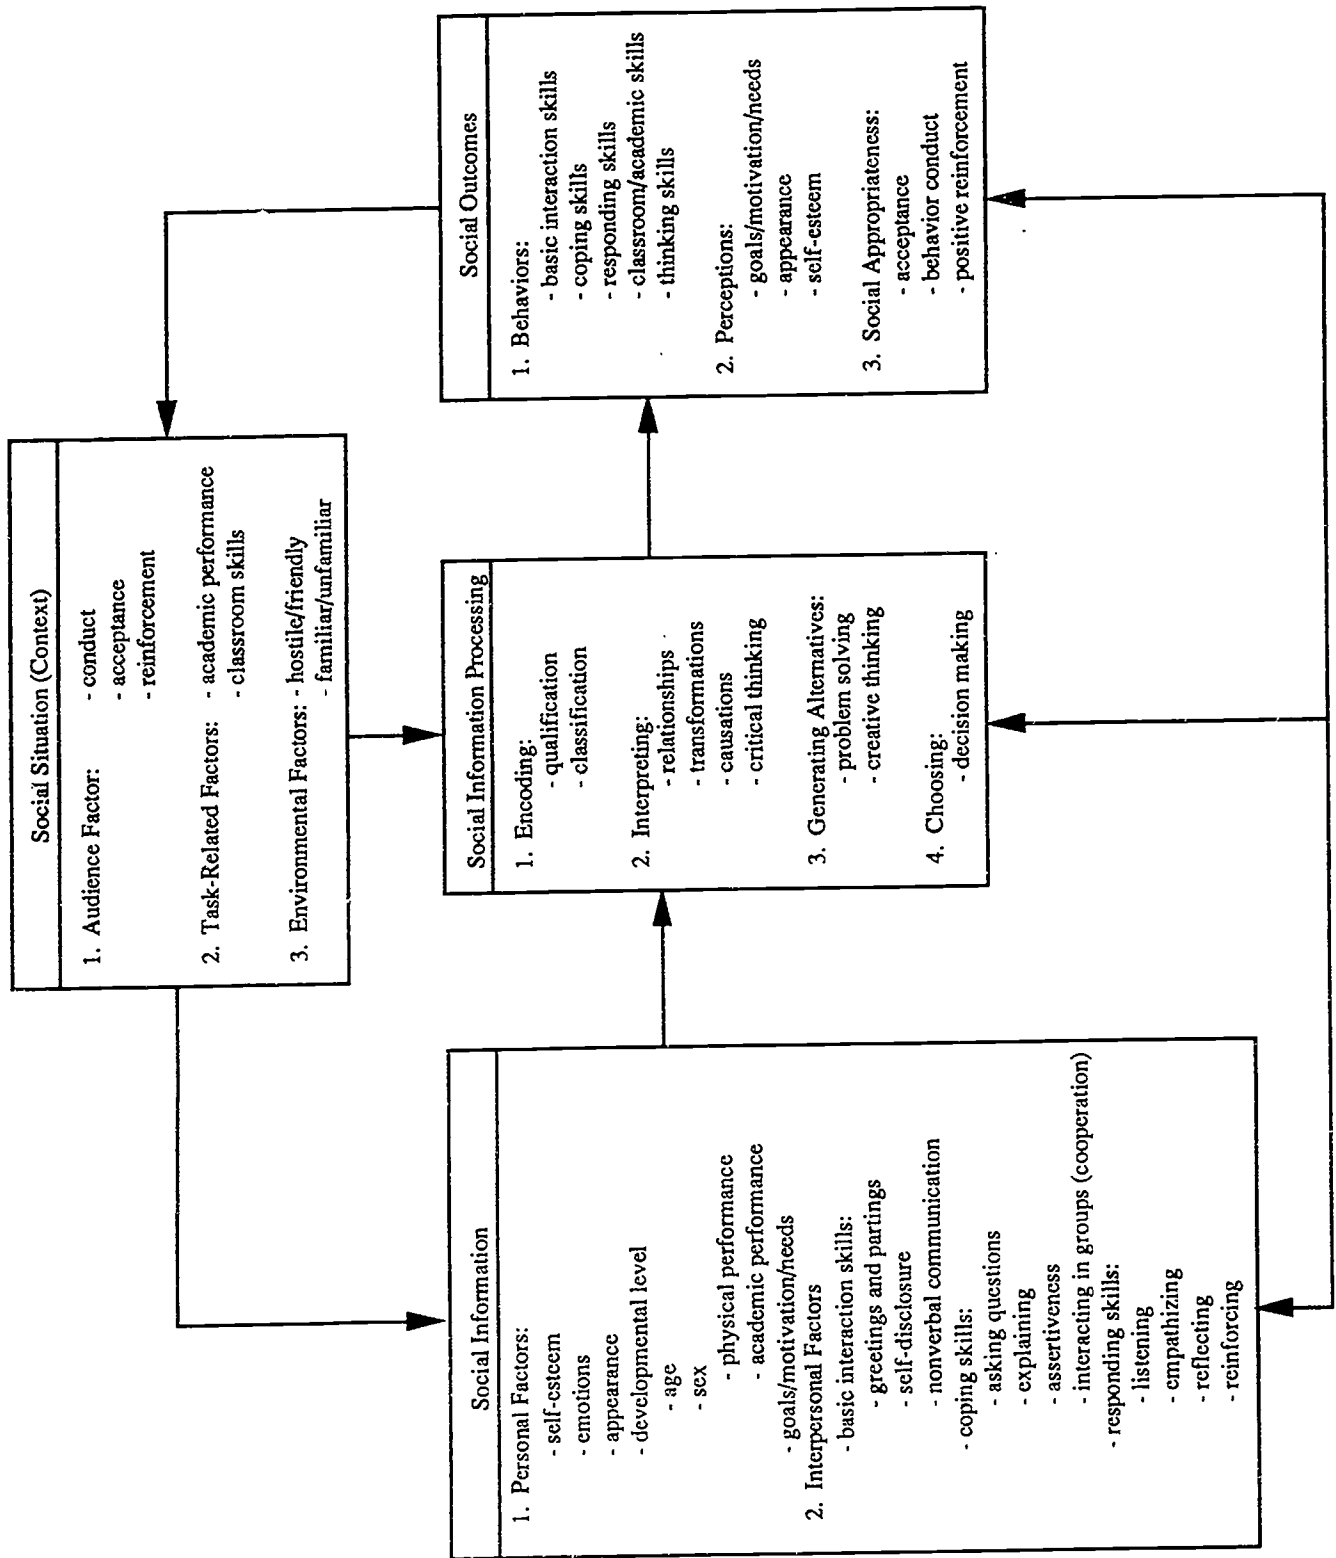 Social Situation (Context)
1. Audience Factor: - conduct
- acceptance
- reinforcement
2. Task-Related Factors: - academic performance
- classroom skills
3. Environmental Factors: - hostile/friendly
- familiar/unfamiliar
Social Information
1. Personal Factors:
- self-esteem
- emotions
- appearance
- developmental level
- age
- sex
- physical performance
- academic performance
- goals/motivation/needs
2. Interpersonal Factors
- basic interaction skills:
- greetings and partings
- self-disclosure
- nonverbal communication
- coping skills:
- asking questions
- explaining
- assertiveness
- interacting in groups (cooperation)
- responding skills:
- listening
- empathizing
- reflecting
- reinforcing
Social Information Processing
1. Encoding:
- qualification
- classification
2. Interpreting:
- relationships
- transformations
- causations
- critical thinking
3. Generating Alternatives:
- problem solving
- creative thinking
4. Choosing:
- decision making
Social Outcomes
1. Behaviors:
- basic interaction skills
- coping skills
- responding skills
- classroom/academic skills
- thinking skills
2. Perceptions:
- goals/motivation/needs
- appearance
- self-esteem
3. Social Appropriateness:
- acceptance
- behavior conduct
- positive reinforcement